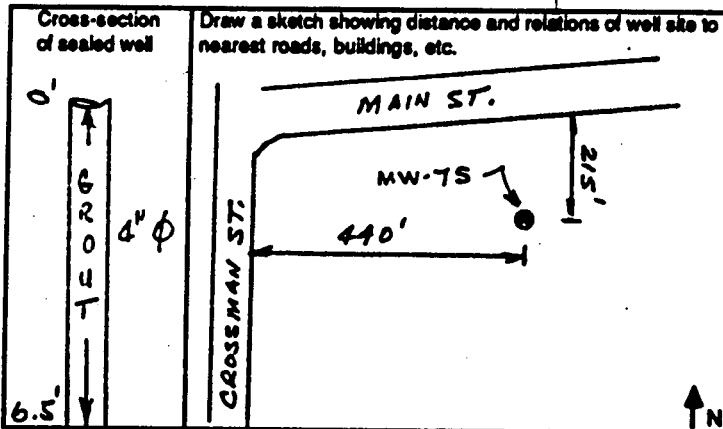 Cross-section
of sealed well
0'
GROUT
4" ϕ
6.5'
Draw a sketch showing distance and relations of well site to
nearest roads, buildings, etc.
MAIN ST.
MW-7S
215'
440'
CROSSMAN ST.
N